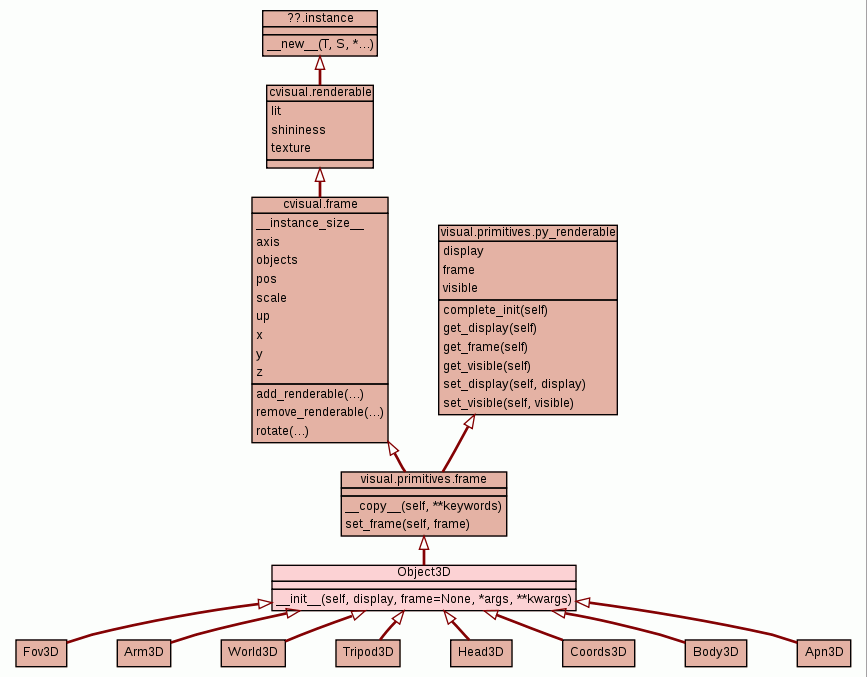 ??.instance
__new__(T, S, *...)
cvisual.renderable
lit
shininess
texture
cvisual.frame
__instance_size__
axis
objects
pos
scale
up
x
y
z
add_renderable(...)
remove_renderable(...)
rotate(...)
visual.primitives.py_renderable
display
frame
visible
complete_init(self)
get_display(self)
get_frame(self)
get_visible(self)
set_display(self, display)
set_visible(self, visible)
visual.primitives.frame
__copy__(self, **keywords)
set_frame(self, frame)
Object3D
__init__(self, display, frame=None, *args, **kwargs)
Fov3D
Arm3D
World3D
Tripod3D
Head3D
Coords3D
Body3D
Apn3D